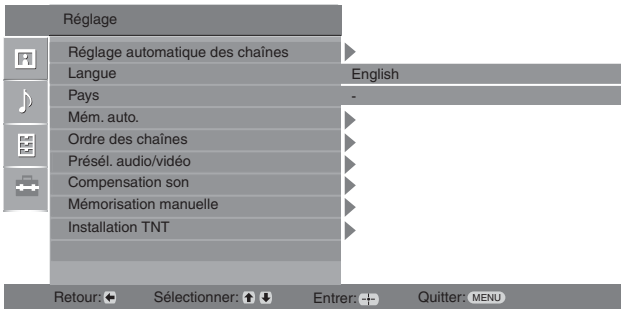 Réglage
Réglage automatique des chaînes
Langue English
Pays -
Mém. auto.
Ordre des chaînes
Présél. audio/vidéo
Compensation son
Mémorisation manuelle
Installation TNT
Retour: Sélectionner: Entrer: Quitter: MENU